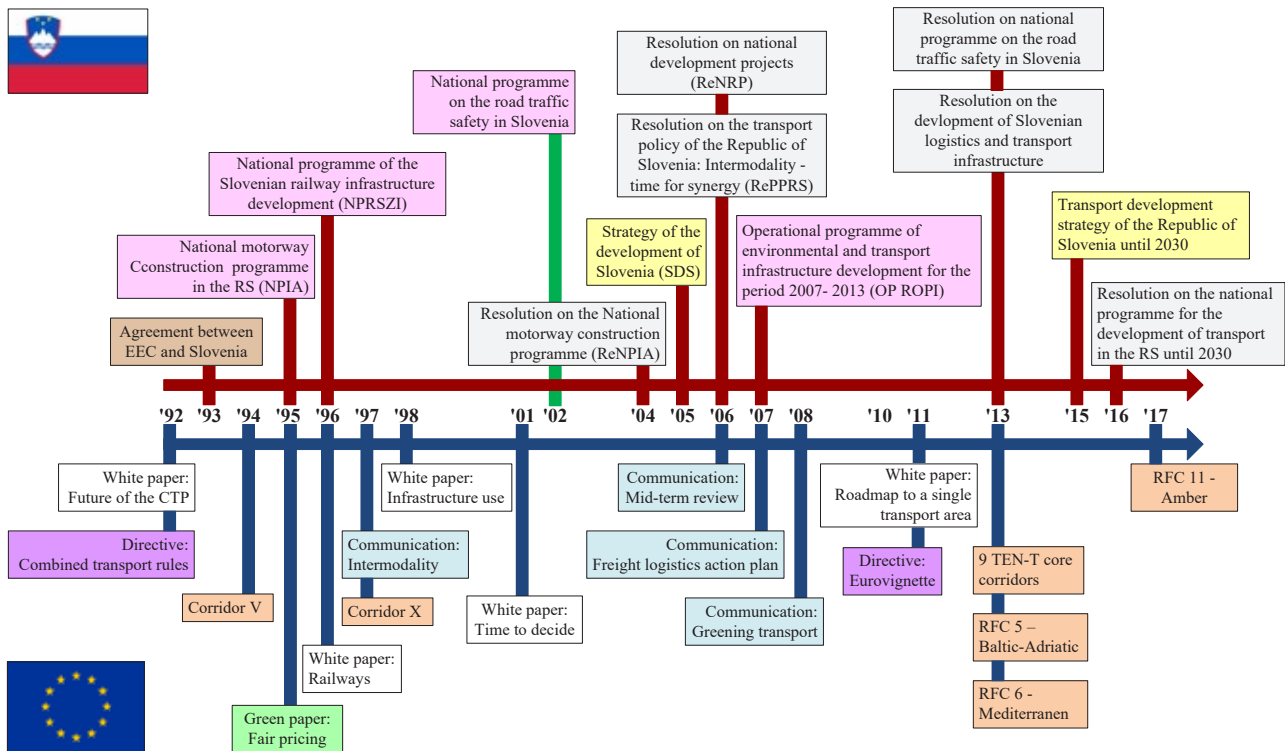 Resolution on national
development projects
(ReNRP)
Resolution on national
programme on the road
traffic safety in Slovenia
National programme
on the road traffic
safety in Slovenia
Resolution on the transport
policy of the Republic of
Slovenia: Intermodality -
time for synergy (RePPRS)
Resolution on the
devlopment of Slovenian
logistics and transport
infrastructure
National programme of the
Slovenian railway infrastructure
development (NPRSZI)
National motorway
Cconstruction programme
in the RS (NPIA)
Strategy of the
development of
Slovenia (SDS)
Operational programme of
environmental and transport
infrastructure development for the
period 2007- 2013 (OP ROPI)
Transport development
strategy of the Republic of
Slovenia until 2030
Agreement between
EEC and Slovenia
Resolution on the National
motorway construction
programme (ReNPIA)
Resolution on the national
programme for the
development of transport
in the RS until 2030
'92 '93 '94 '95 '96 '97 '98 '01 '02 '04 '05 '06 '07 '08 '10 '11 '13 '15 '16 '17
White paper:
Future of the CTP
White paper:
Infrastructure use
Communication:
Mid-term review
White paper:
Roadmap to a single
transport area
RFC 11 -
Amber
Directive:
Combined transport rules
Communication:
Intermodality
Communication:
Freight logistics action plan
Directive:
Eurovignette
9 TEN-T core
corridors
Corridor V
Corridor X
White paper:
Time to decide
Communication:
Greening transport
RFC 5 –
Baltic-Adriatic
White paper:
Railways
RFC 6 -
Mediterranen
Green paper:
Fair pricing